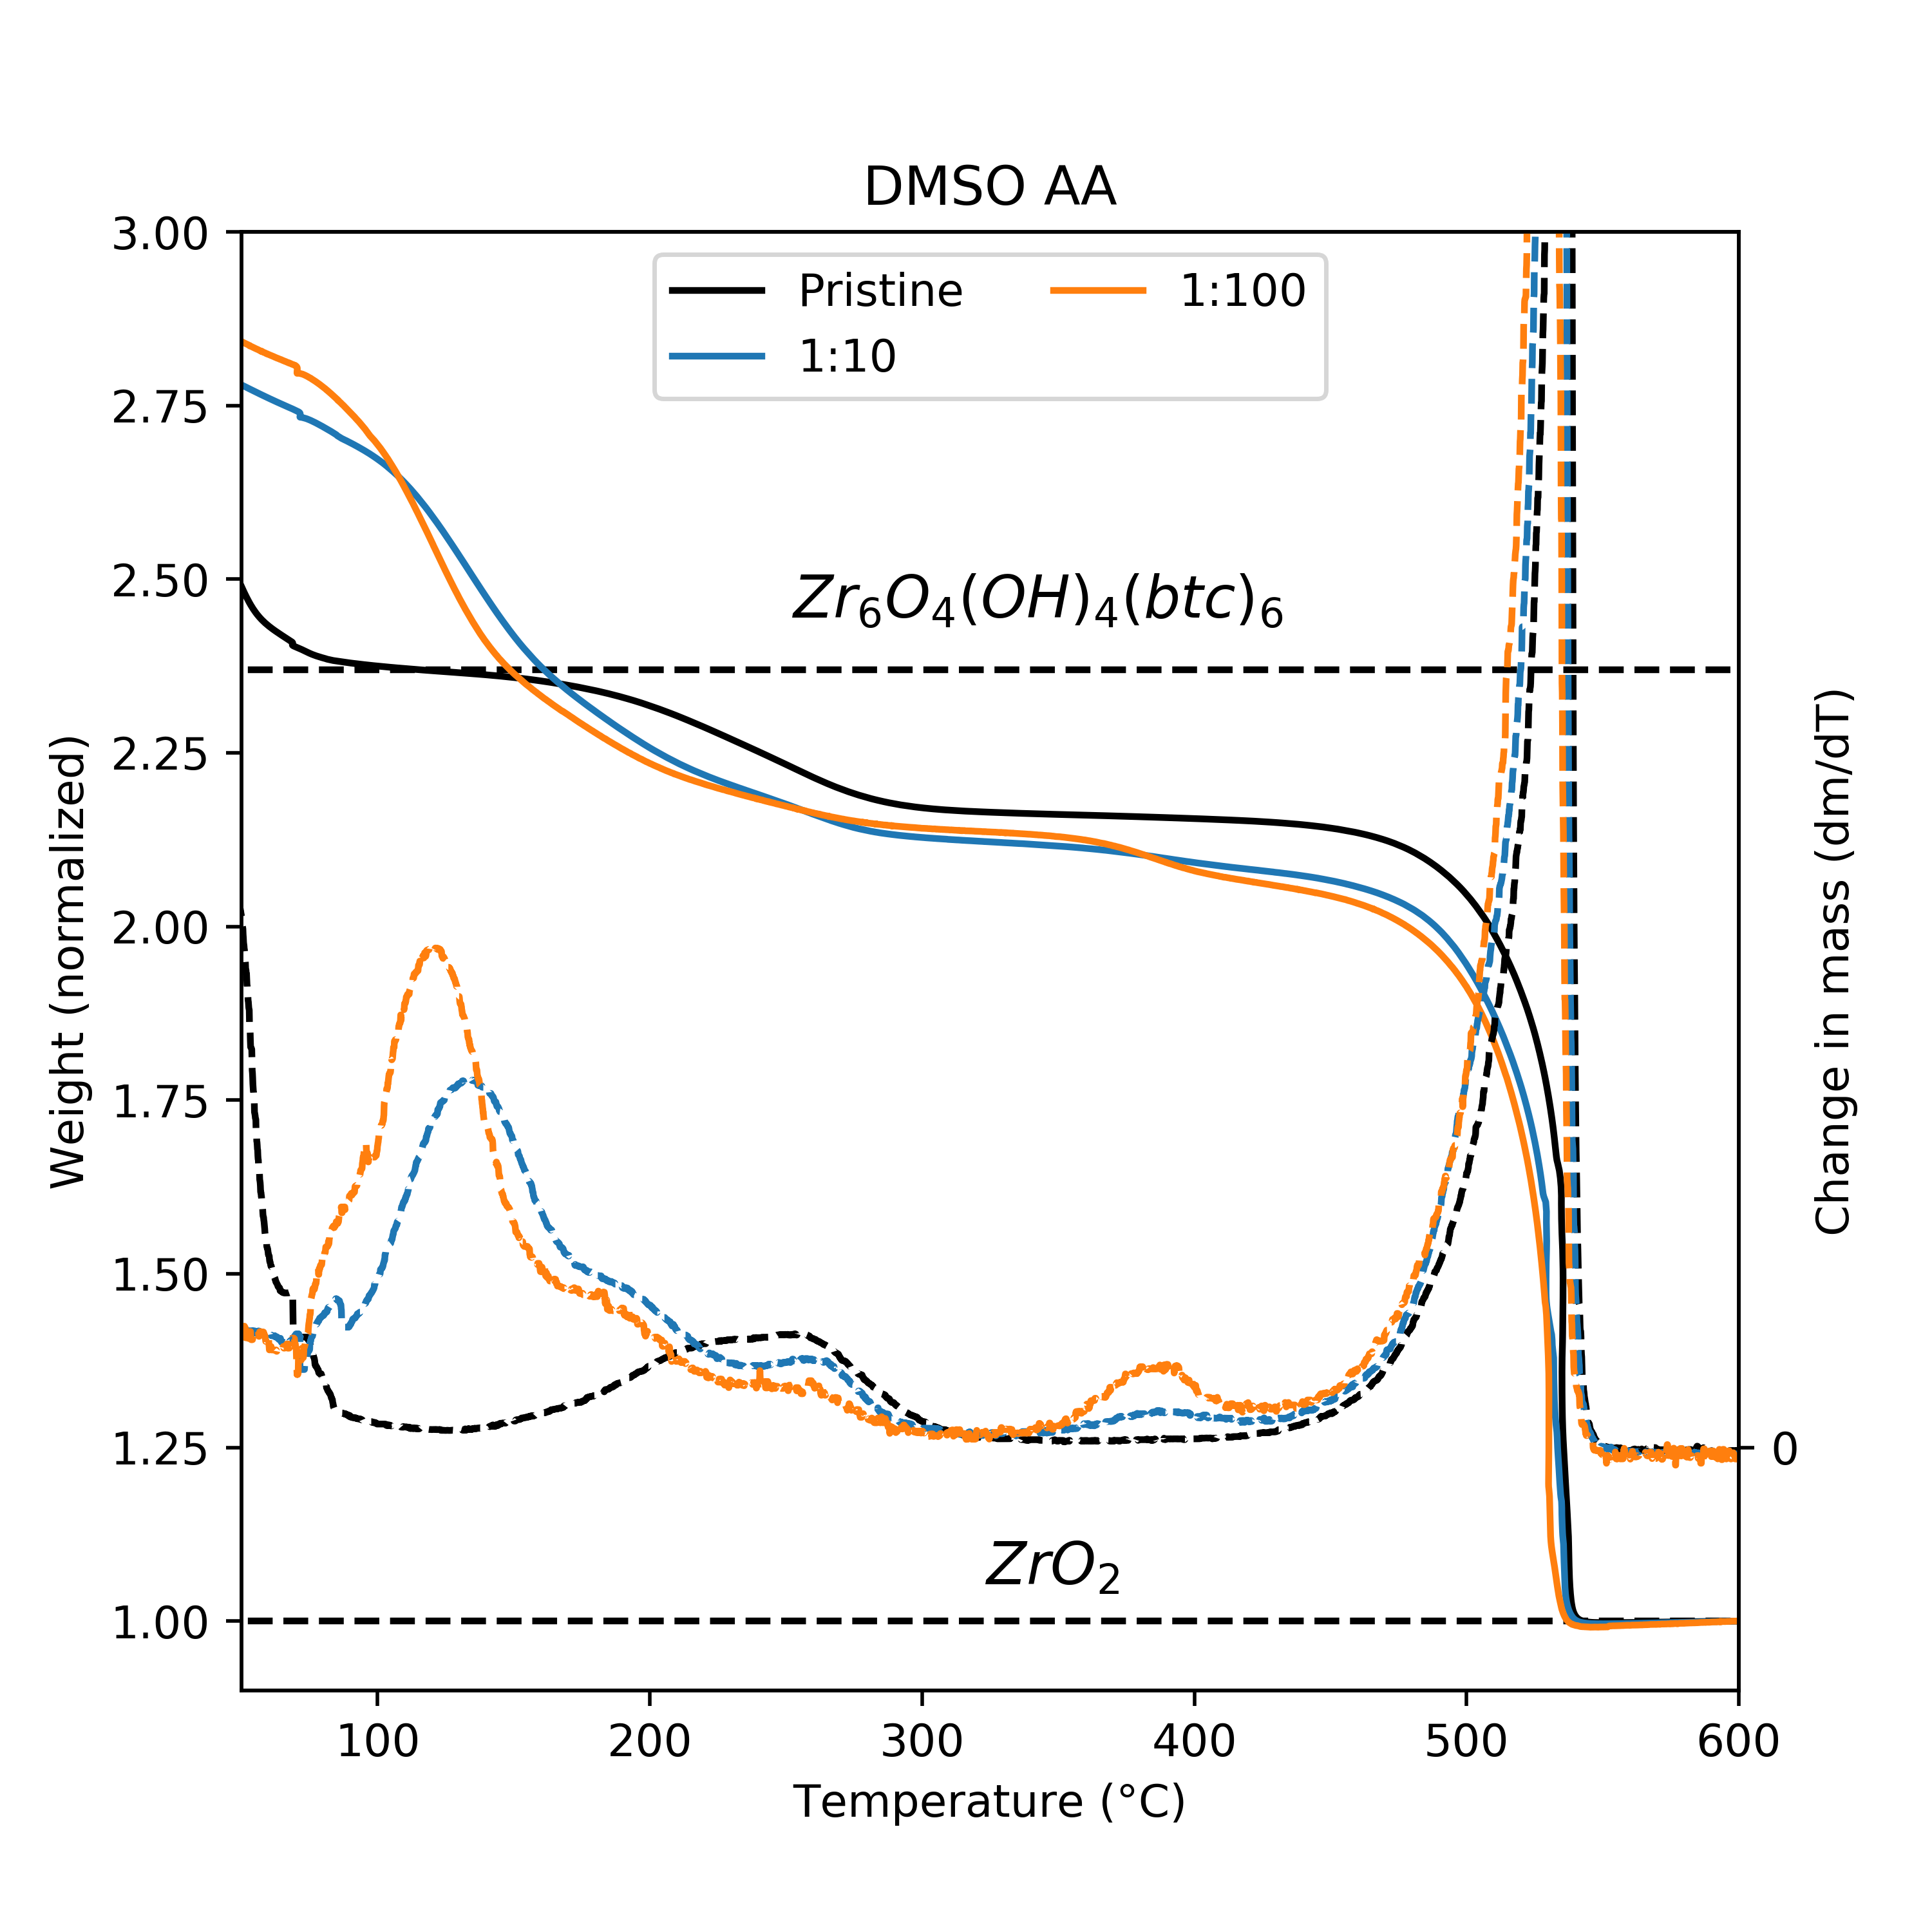 DMSO AA
3.00
2.75
2.50
2.25
2.00
1.75
1.50
1.25
1.00
Weight (normalized)
Pristine
1:10
1:100
Zr₆O₄(OH)₄(btc)₆
ZrO₂
0
Change in mass (dm/dT)
100 200 300 400 500 600
Temperature (°C)